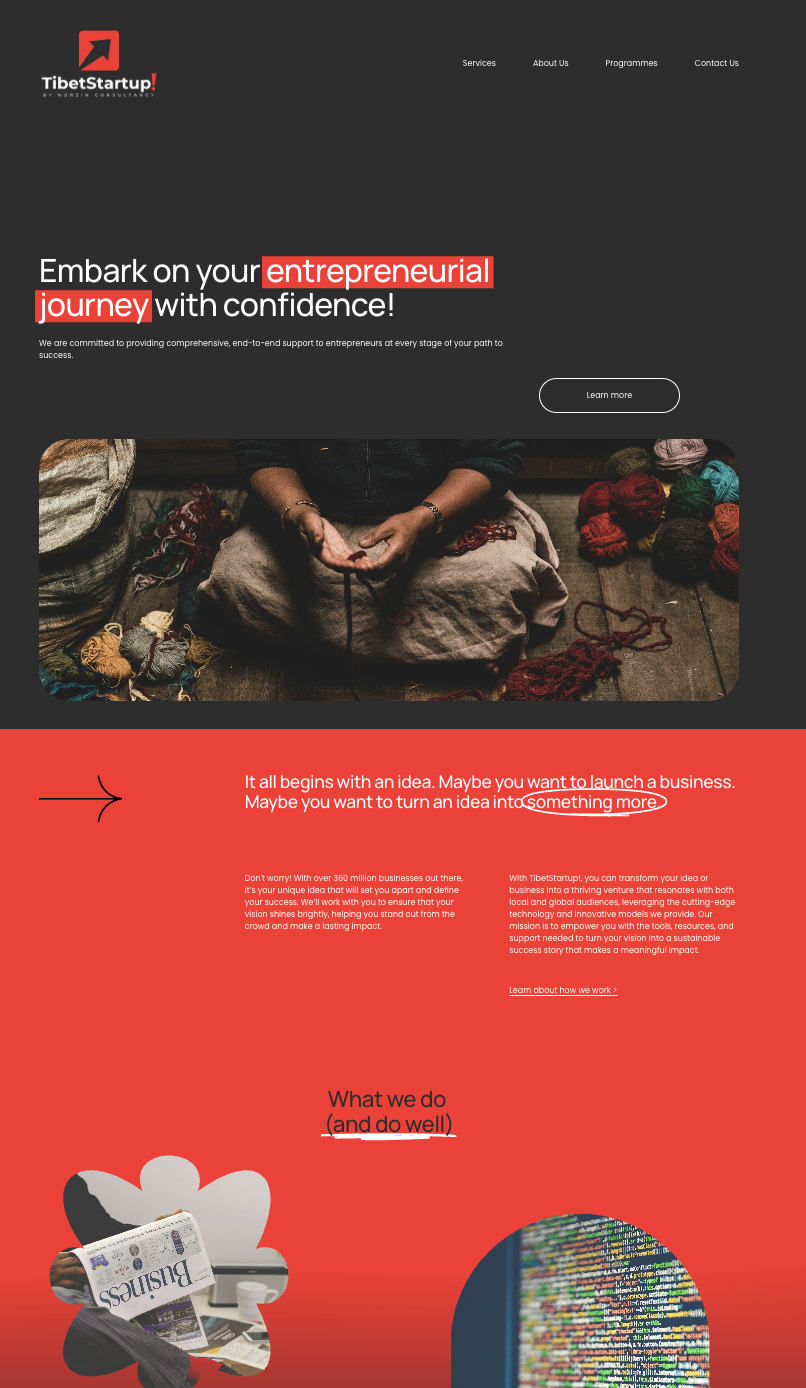 TibetStartup!
BY NORZIN CONSULTANCY
Services
About Us
Programmes
Contact Us
Embark on your entrepreneurial
journey with confidence!
We are committed to providing comprehensive, end-to-end support to entrepreneurs at every stage of your path to
success.
Learn more
It all begins with an idea. Maybe you want to launch a business.
Maybe you want to turn an idea into something more.
Don't worry! With over 360 million businesses out there,
it's your unique idea that will set you apart and define
your success. We'll work with you to ensure that your
vision shines brightly, helping you stand out from the
crowd and make a lasting impact.
With TibetStartup!, you can transform your idea or
business into a thriving venture that resonates with both
local and global audiences, leveraging the cutting-edge
technology and innovative models we provide. Our
mission is to empower you with the tools, resources, and
support needed to turn your vision into a sustainable
success story that makes a meaningful impact.
Learn about how we work >
What we do
(and do well)
Business